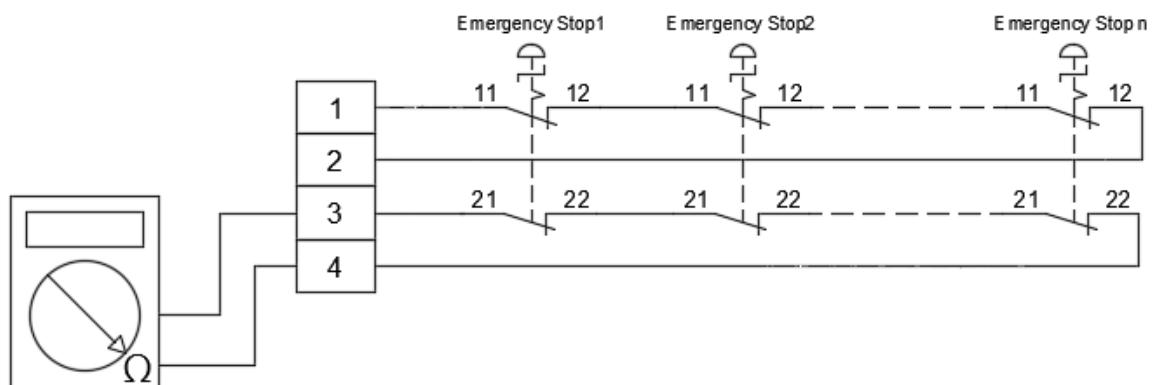 Emergency Stop1 Emergency Stop2 Emergency Stop n
1 11 12 11 12 11 12
2
3 21 22 21 22 21 22
4
Ω